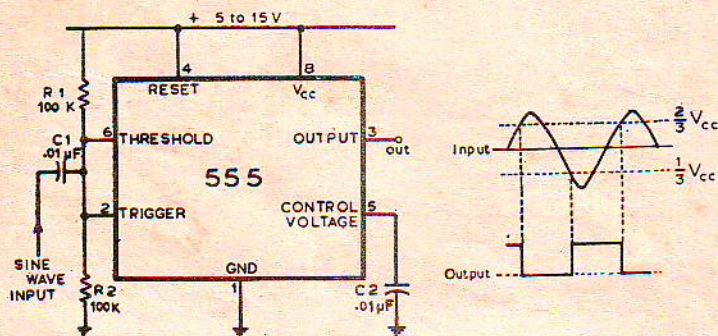 + 5 to 15 V
4
8
RESET
Vcc
R 1
100 K
6
THRESHOLD
OUTPUT
3
out
C1
.01µF
555
2
TRIGGER
CONTROL
VOLTAGE
5
SINE
WAVE
INPUT
R 2
100K
GND
1
C 2
.01µF
2/3 Vcc
Input
1/3 Vcc
Output